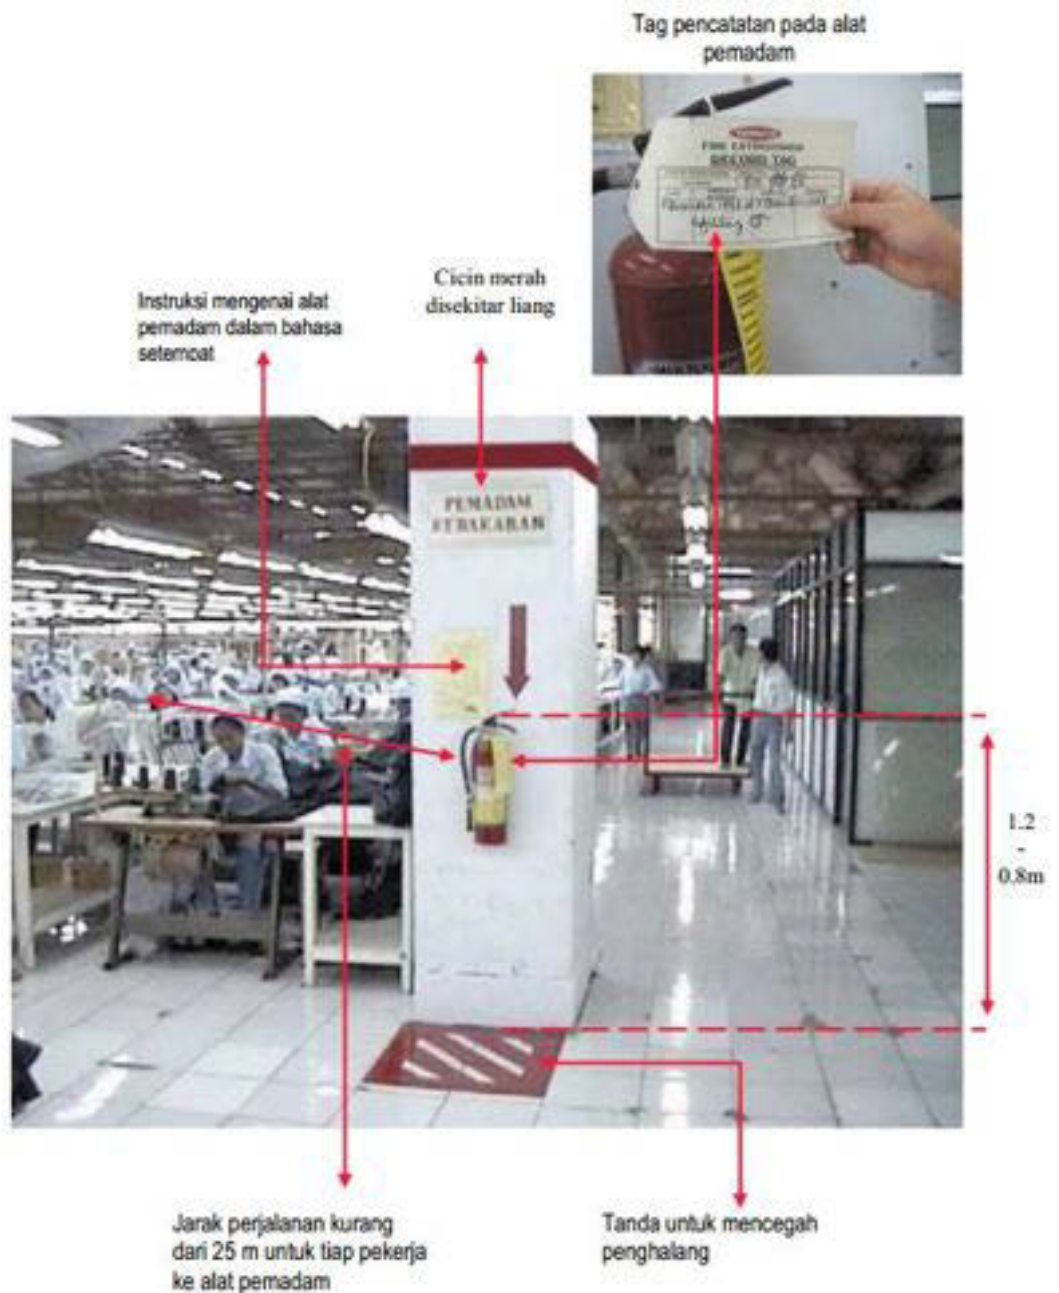 Tag pencatatan pada alat
pemadam
FIRE EXTINGUISHER
RECORD TAG
Cicin merah
disekitar liang
Instruksi mengenai alat
pemadam dalam bahasa
setemoat
PEMADAM
KEBAKARAN
1.2
-
0.8m
Jarak perjalanan kurang
dari 25 m untuk tiap pekerja
ke alat pemadam
Tanda untuk mencegah
penghalang